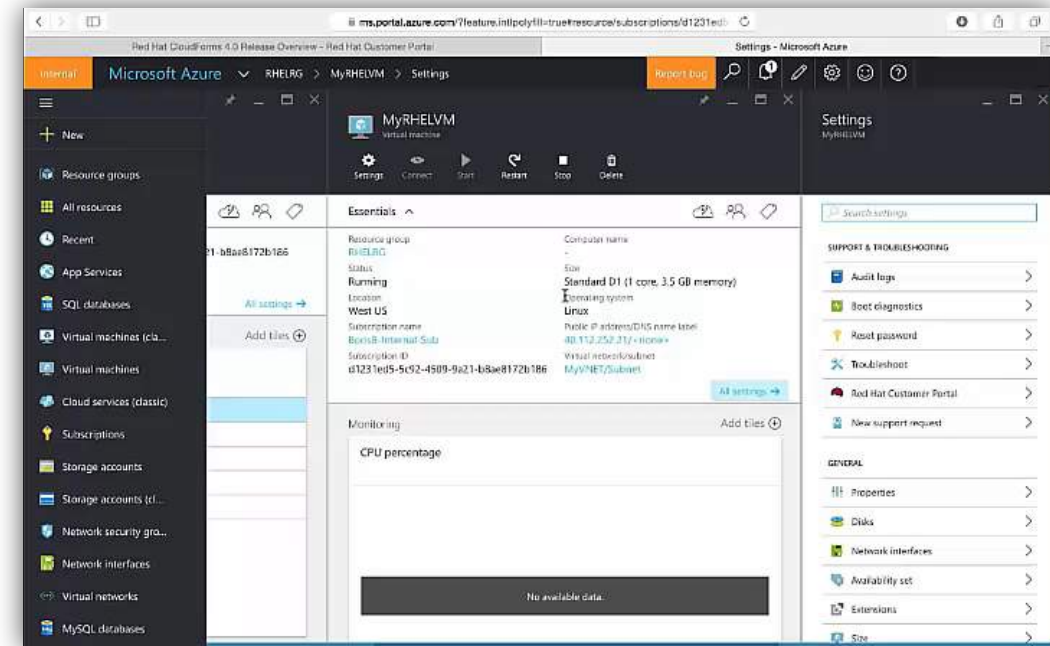 ms.portal.azure.com/?feature.intlpolyfill=true#resource/subscriptions/d1231ed
Red Hat CloudForms 4.0 Release Overview - Red Hat Customer Portal
Settings - Microsoft Azure
Internal
Microsoft Azure
RHELRG > MyRHELVM > Settings
Report bug
1
New
Resource groups
All resources
Recent
App Services
SQL databases
Virtual machines (cla...
Virtual machines
Cloud services (classic)
Subscriptions
Storage accounts
Storage accounts (cl...
Network security gro...
Network interfaces
Virtual networks
MySQL databases
21-b8ae8172b186
All settings →
Add tiles
MyRHELVM
Virtual machine
Settings
Connect
Start
Restart
Stop
Delete
Essentials
Resource group
RHELRG
Status
Running
Location
West US
Subscription name
BorisB-Internal-Sub
Subscription ID
d1231ed5-5c92-4509-9a21-b8ae8172b186
Computer name
-
Size
Standard D1 (1 core, 3.5 GB memory)
Operating system
Linux
Public IP address/DNS name label
40.112.252.21/<none>
Virtual network/subnet
MyVNET/Subnet
All settings →
Monitoring
Add tiles
CPU percentage
No available data.
Settings
MyRHELVM
Search settings
SUPPORT & TROUBLESHOOTING
Audit logs
Boot diagnostics
Reset password
Troubleshoot
Red Hat Customer Portal
New support request
GENERAL
Properties
Disks
Network interfaces
Availability set
Extensions
Size